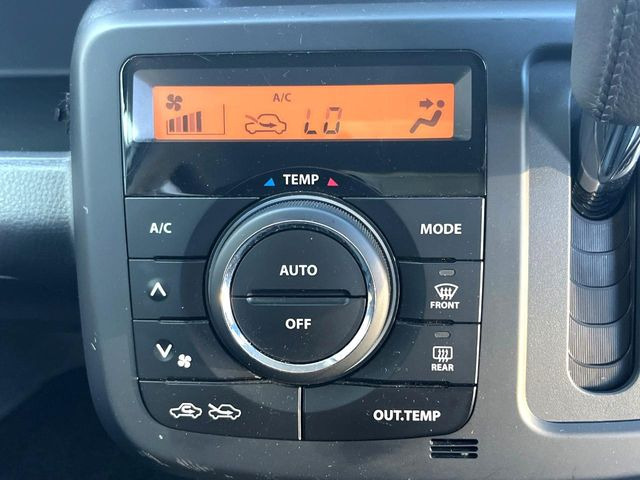 A/C
LO
TEMP
A/C
MODE
AUTO
OFF
FRONT
REAR
OUT.TEMP